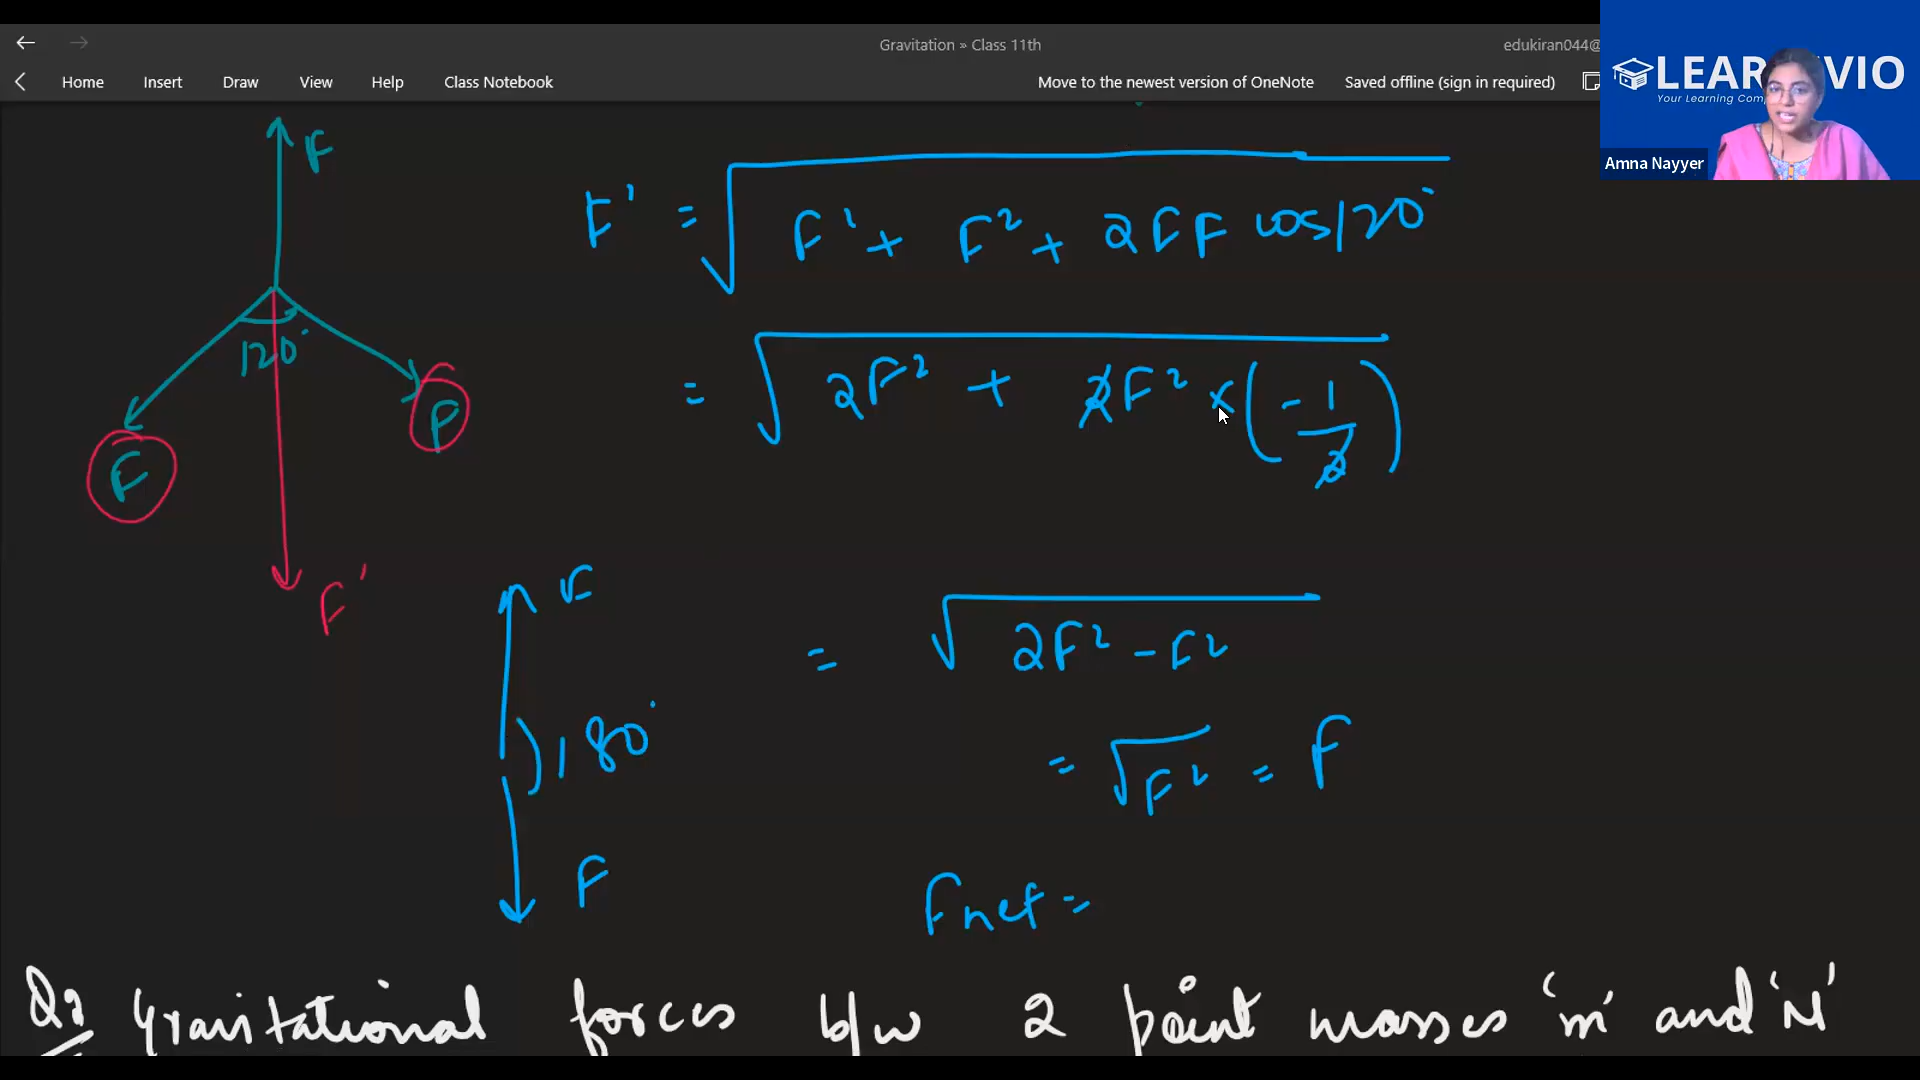 Gravitation » Class 11th
edukiran044@
Home Insert Draw View Help Class Notebook
Move to the newest version of OneNote Saved offline (sign in required)
LEAR VIO
Your Learning Com
Amna Nayyer
F
120°
F
F
F'
F' = √(F² + F² + 2FF cos120°)
= √(2F² + 2F² × (-1/2))
F
180°
F
= √(2F² - F²)
= √F² = F
Fnet =
Q2 Gravitational forces b/w 2 point masses 'm' and 'M'